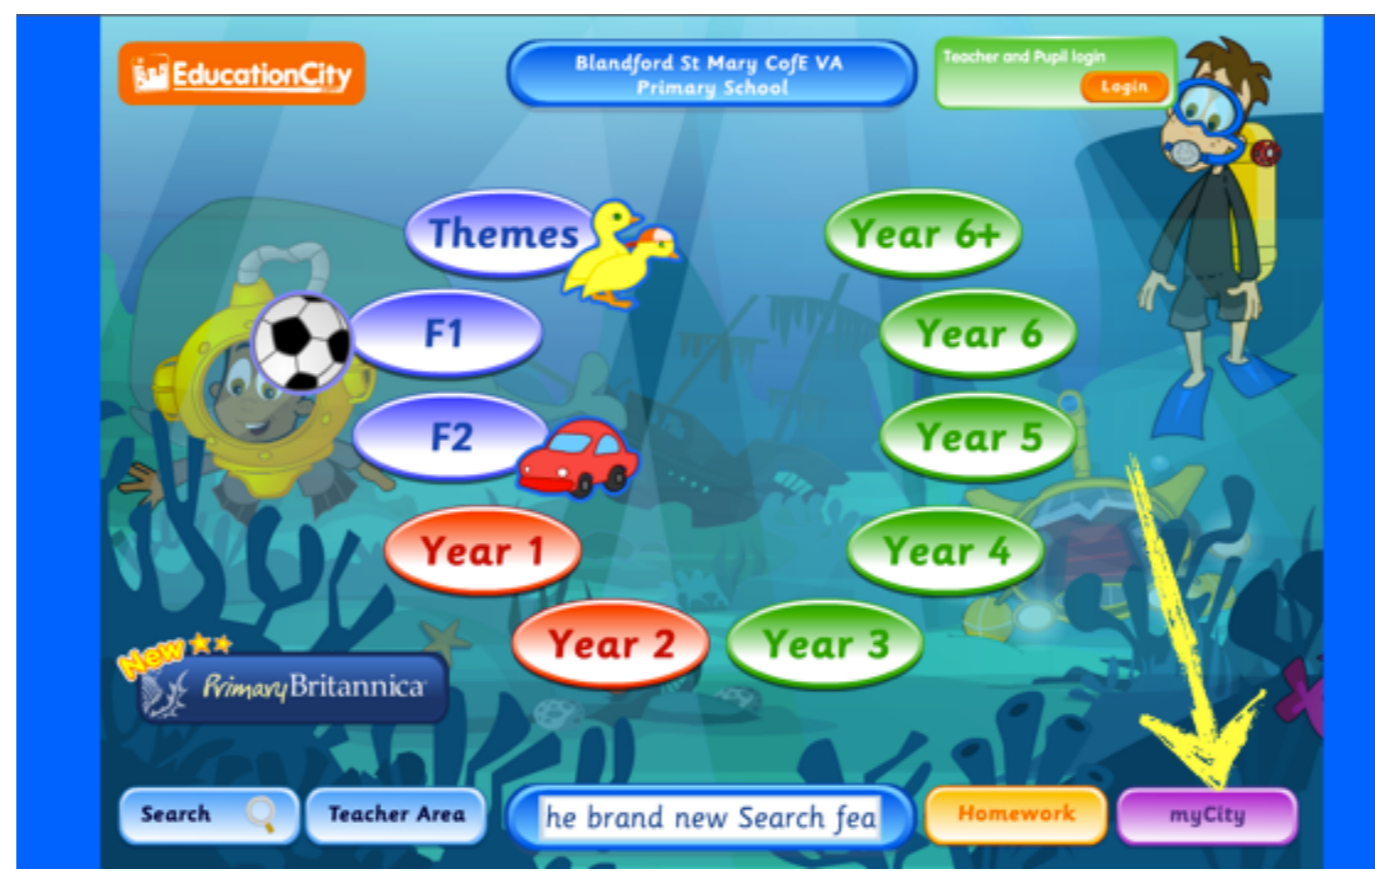 EducationCity
Blandford St Mary CofE VA
Primary School
Teacher and Pupil login
Login
Themes
Year 6+
F1
Year 6
F2
Year 5
Year 1
Year 4
Year 2
Year 3
New
PrimaryBritannica
Search
Teacher Area
he brand new Search fea
Homework
myCity